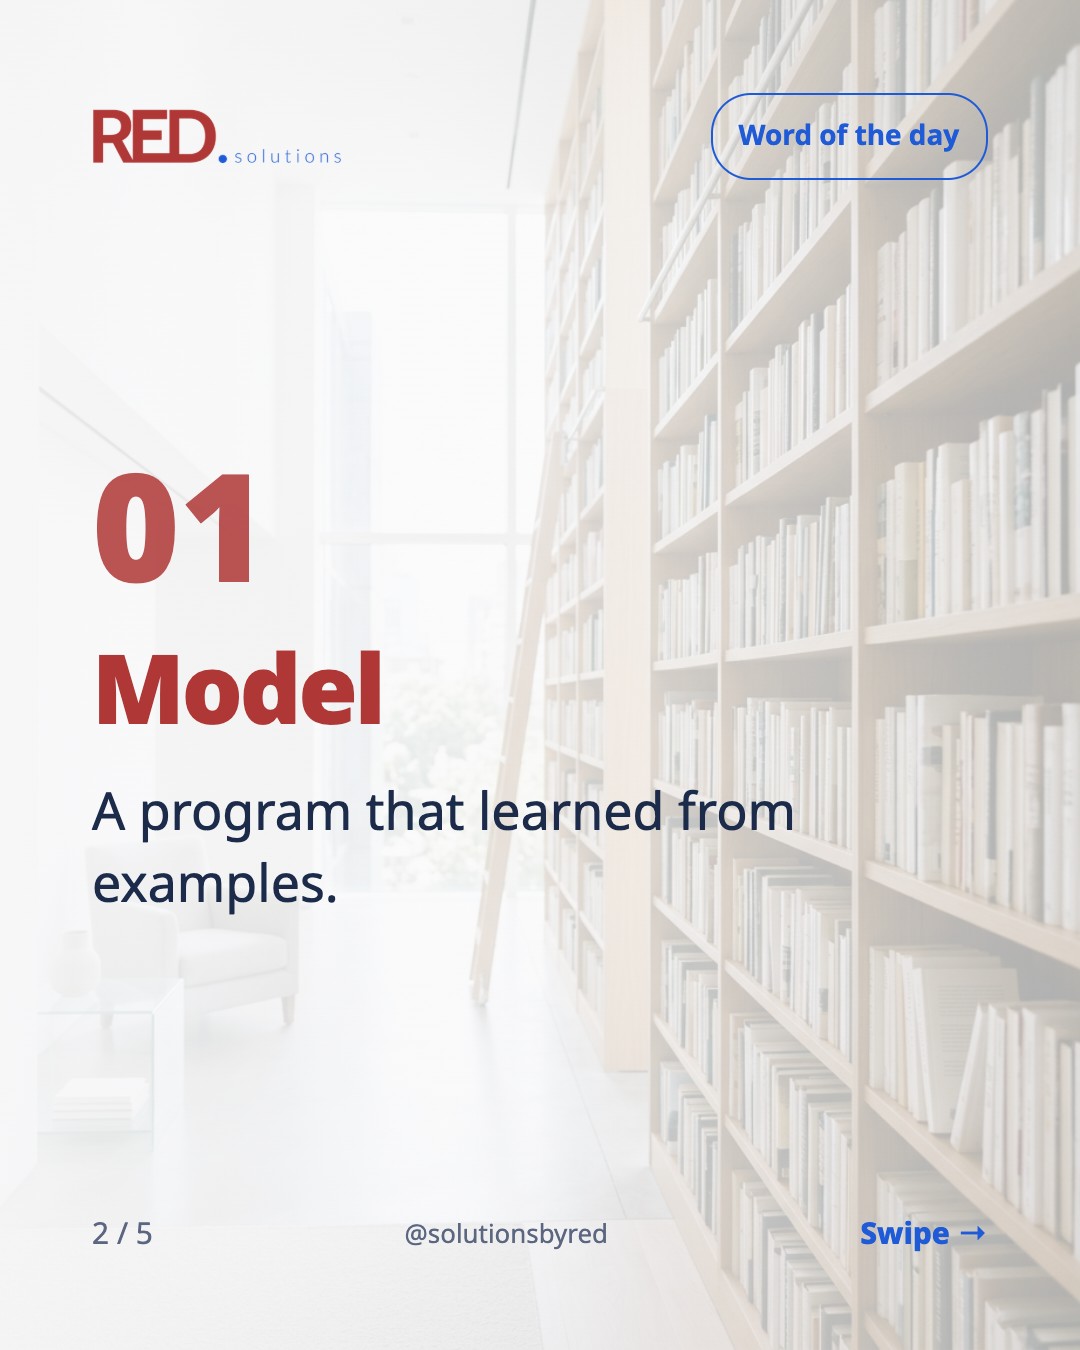 RED.solutions
Word of the day
01
Model
A program that learned from
examples.
2 / 5
@solutionsbyred
Swipe →